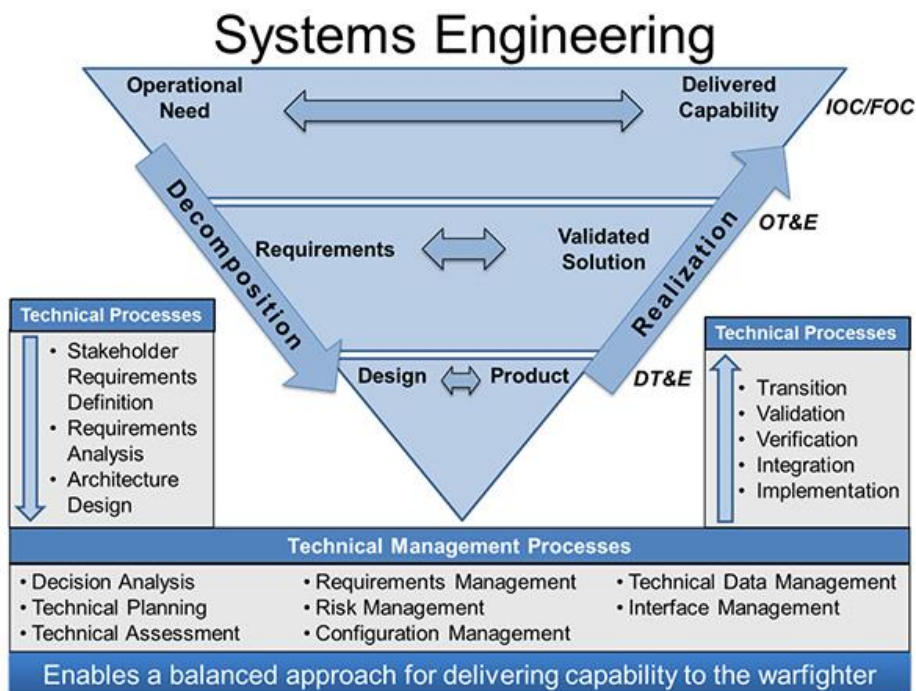 Systems Engineering
Operational
Need
Delivered
Capability
IOC/FOC
Decomposition
Realization
OT&E
Requirements
Validated
Solution
Design
Product
DT&E
Technical Processes
• Stakeholder
Requirements
Definition
• Requirements
Analysis
• Architecture
Design
Technical Processes
• Transition
• Validation
• Verification
• Integration
• Implementation
Technical Management Processes
• Decision Analysis
• Technical Planning
• Technical Assessment
• Requirements Management
• Risk Management
• Configuration Management
• Technical Data Management
• Interface Management
Enables a balanced approach for delivering capability to the warfighter